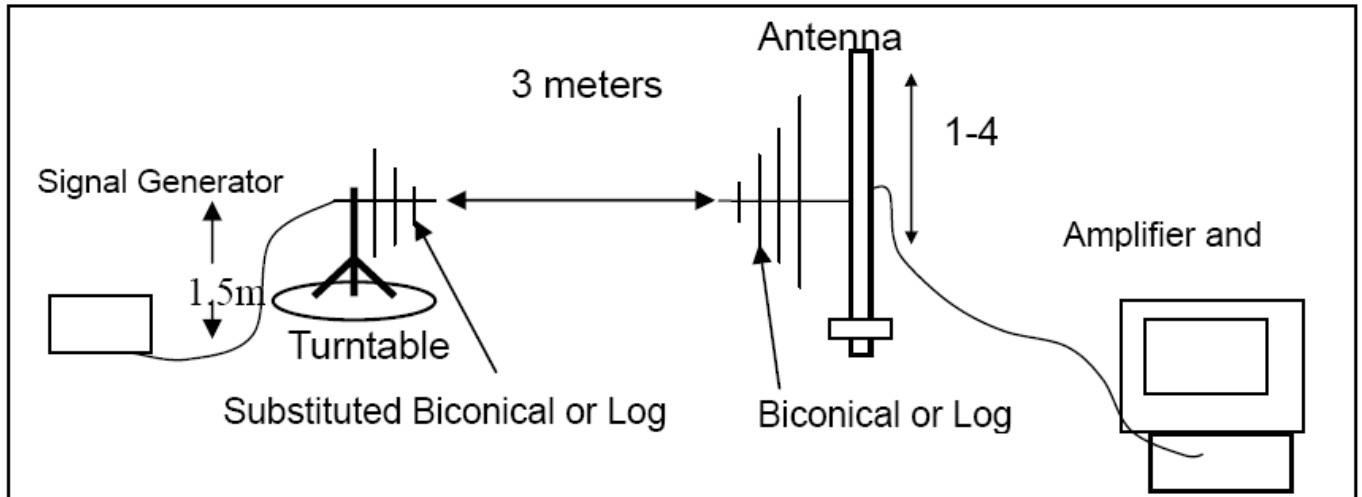 Antenna
3 meters
1-4
Signal Generator
Amplifier and
1.5m
Turntable
Substituted Biconical or Log
Biconical or Log